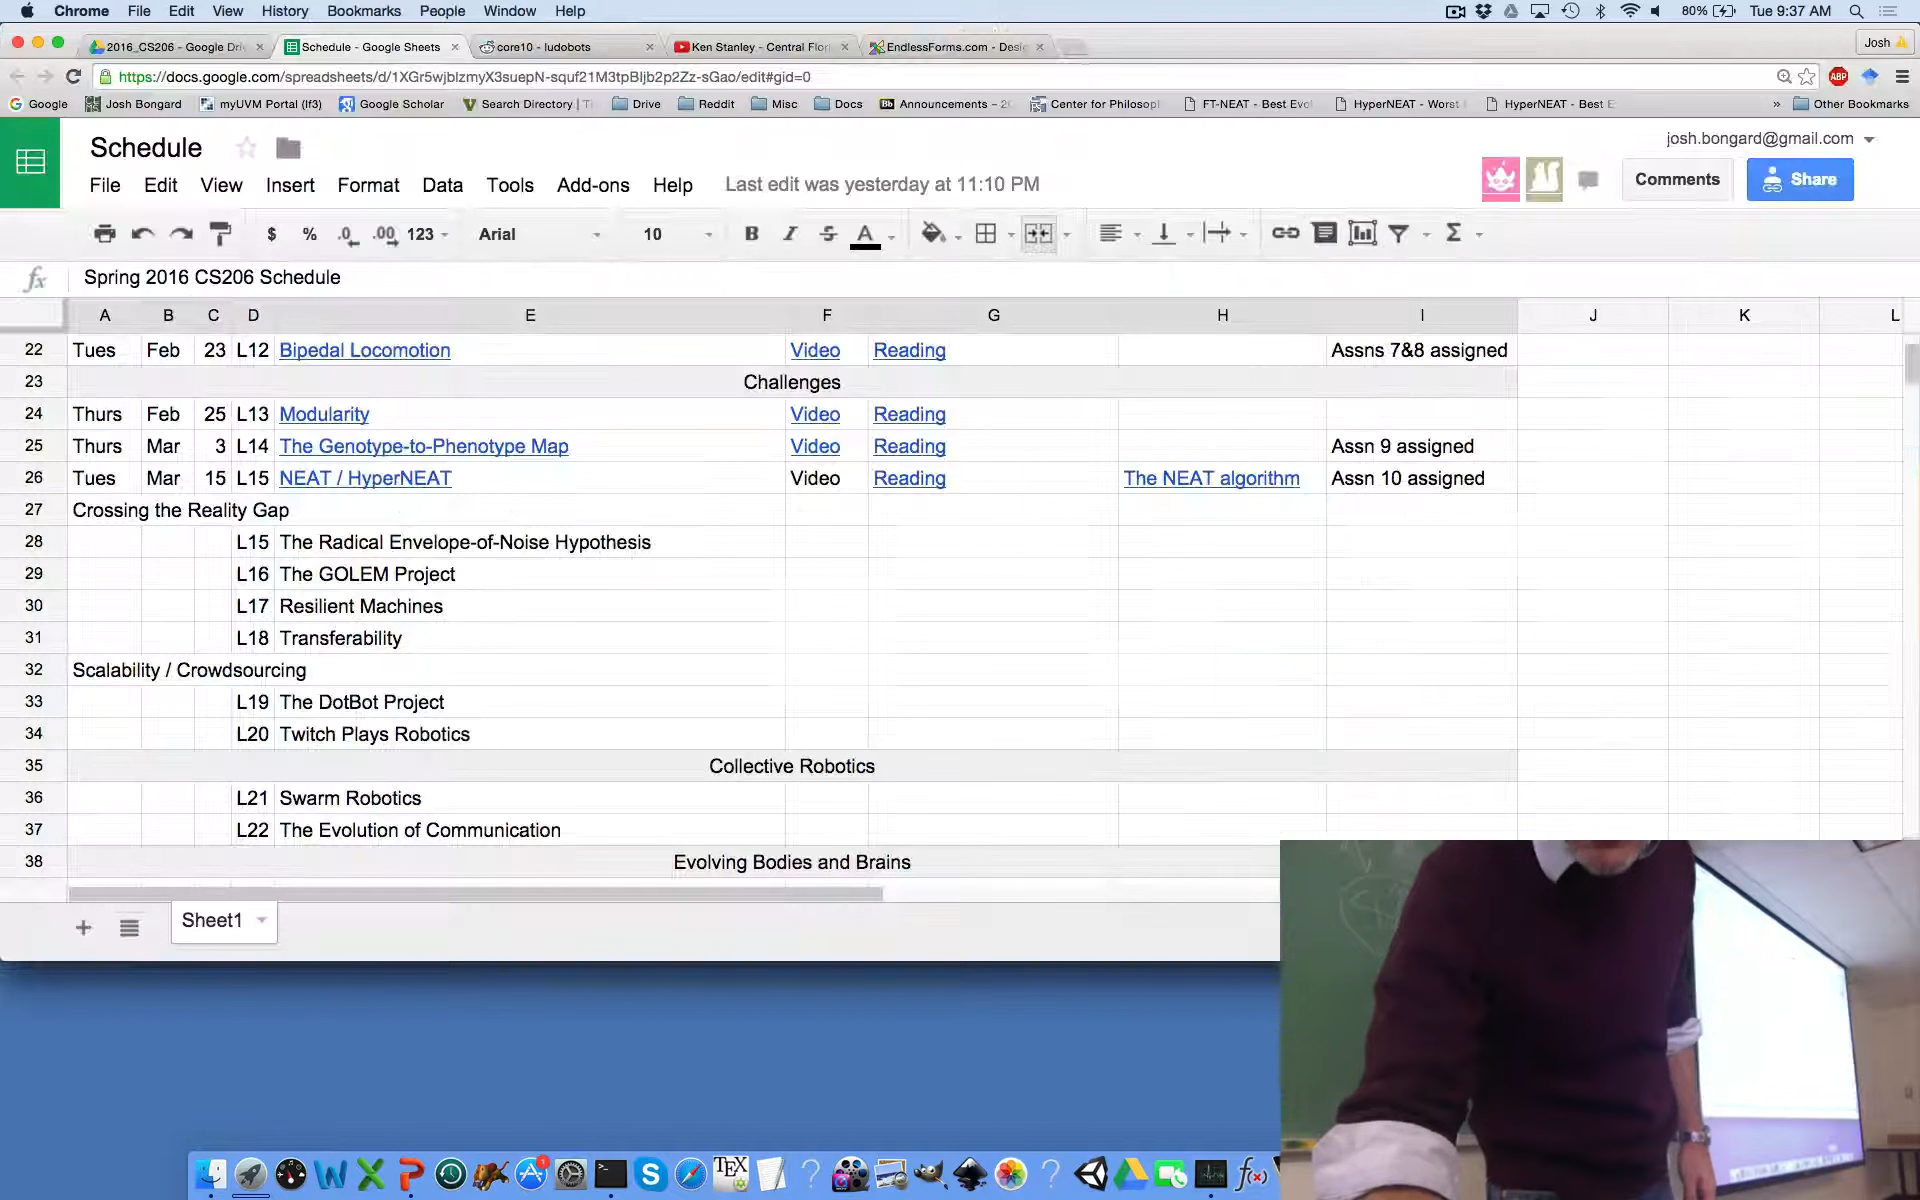 Chrome File Edit View History Bookmarks People Window Help 80% Tue 9:37 AM
2016_CS206 - Google Dri Schedule - Google Sheets core10 - ludobots Ken Stanley - Central Flor EndlessForms.com - Desi Josh
https://docs.google.com/spreadsheets/d/1XGr5wjblzmyX3suepN-squf21M3tpBljb2p2Zz-sGao/edit#gid=0 ABP
Google Josh Bongard myUVM Portal (lf3) Google Scholar Search Directory | T Drive Reddit Misc Docs Bb Announcements – 20 Center for Philosop FT-NEAT - Best Evo HyperNEAT - Worst HyperNEAT - Best E » Other Bookmarks
Schedule josh.bongard@gmail.com
File Edit View Insert Format Data Tools Add-ons Help Last edit was yesterday at 11:10 PM Comments Share
$ % .0 .00 123 Arial 10 B I S A Σ
fx Spring 2016 CS206 Schedule
A B C D E F G H I J K L
22 Tues Feb 23 L12 Bipedal Locomotion Video Reading Assns 7&8 assigned
23 Challenges
24 Thurs Feb 25 L13 Modularity Video Reading
25 Thurs Mar 3 L14 The Genotype-to-Phenotype Map Video Reading Assn 9 assigned
26 Tues Mar 15 L15 NEAT / HyperNEAT Video Reading The NEAT algorithm Assn 10 assigned
27 Crossing the Reality Gap
28 L15 The Radical Envelope-of-Noise Hypothesis
29 L16 The GOLEM Project
30 L17 Resilient Machines
31 L18 Transferability
32 Scalability / Crowdsourcing
33 L19 The DotBot Project
34 L20 Twitch Plays Robotics
35 Collective Robotics
36 L21 Swarm Robotics
37 L22 The Evolution of Communication
38 Evolving Bodies and Brains
+ Sheet1
W X P S TEX ? ? f(x)